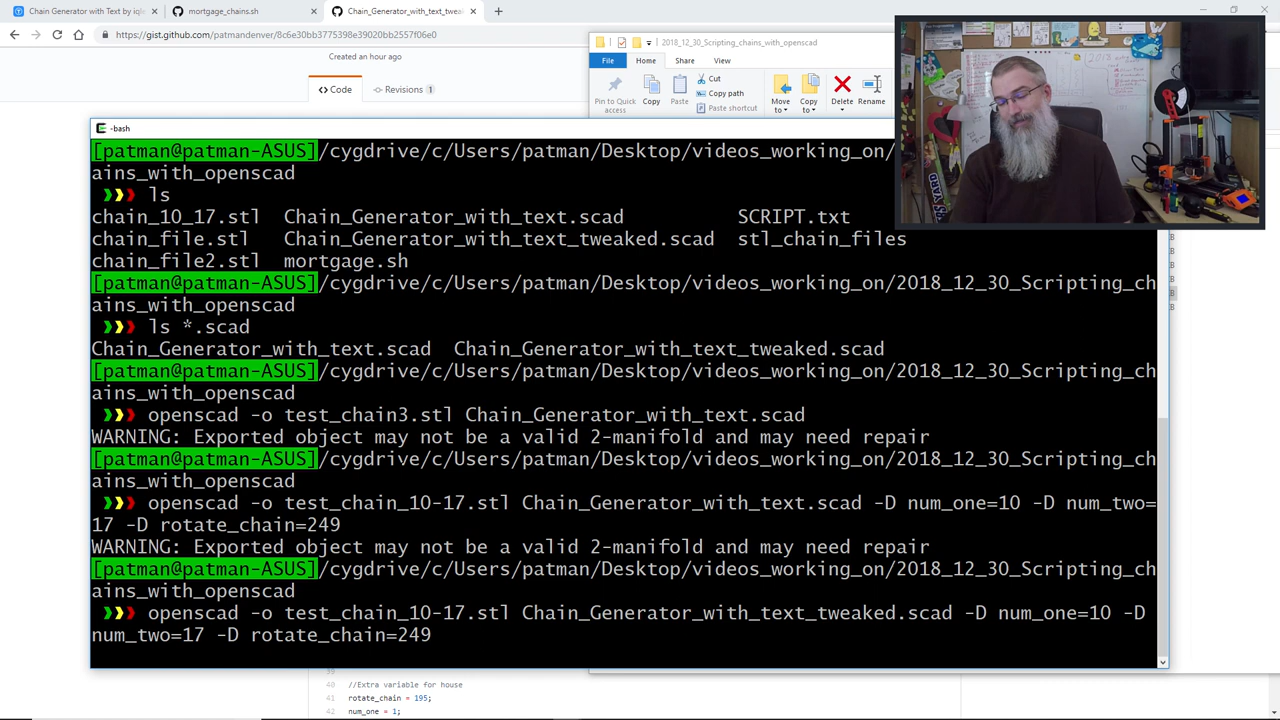 Chain Generator with Text by iqle
mortgage_chains.sh
Chain_Generator_with_text_twea
https://gist.github.com/p
539bf9020bb2
Created an hour ago
Code
Revisions 1
2018_12_30_Scripting_chains_with_openscad
File Home Share View
Pin to Quick access
Copy
Paste
Cut
Copy path
Paste shortcut
Move to
Copy to
Delete
Rename
-bash
[patman@patman-ASUS]/cygdrive/c/Users/patman/Desktop/videos_working_on/
ains_with_openscad
❯❯❯ ls
chain_10_17.stl Chain_Generator_with_text.scad SCRIPT.txt
chain_file.stl Chain_Generator_with_text_tweaked.scad stl_chain_files
chain_file2.stl mortgage.sh
[patman@patman-ASUS]/cygdrive/c/Users/patman/Desktop/videos_working_on/2018_12_30_Scripting_ch
ains_with_openscad
❯❯❯ ls *.scad
Chain_Generator_with_text.scad Chain_Generator_with_text_tweaked.scad
[patman@patman-ASUS]/cygdrive/c/Users/patman/Desktop/videos_working_on/2018_12_30_Scripting_ch
ains_with_openscad
❯❯❯ openscad -o test_chain3.stl Chain_Generator_with_text.scad
WARNING: Exported object may not be a valid 2-manifold and may need repair
[patman@patman-ASUS]/cygdrive/c/Users/patman/Desktop/videos_working_on/2018_12_30_Scripting_ch
ains_with_openscad
❯❯❯ openscad -o test_chain_10-17.stl Chain_Generator_with_text.scad -D num_one=10 -D num_two=
17 -D rotate_chain=249
WARNING: Exported object may not be a valid 2-manifold and may need repair
[patman@patman-ASUS]/cygdrive/c/Users/patman/Desktop/videos_working_on/2018_12_30_Scripting_ch
ains_with_openscad
❯❯❯ openscad -o test_chain_10-17.stl Chain_Generator_with_text_tweaked.scad -D num_one=10 -D
num_two=17 -D rotate_chain=249
40 //Extra variable for house
41 rotate_chain = 195;
42 num_one = 1;